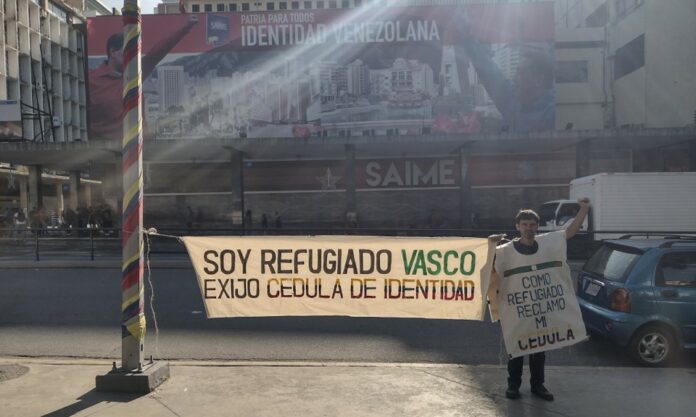 PATRIA PARA TODOS
IDENTIDAD VENEZOLANA
SAIME
SOY REFUGIADO VASCO
EXIJO CEDULA DE IDENTIDAD
COMO
REFUGIADO
RECLAMO
MI
CEDULA